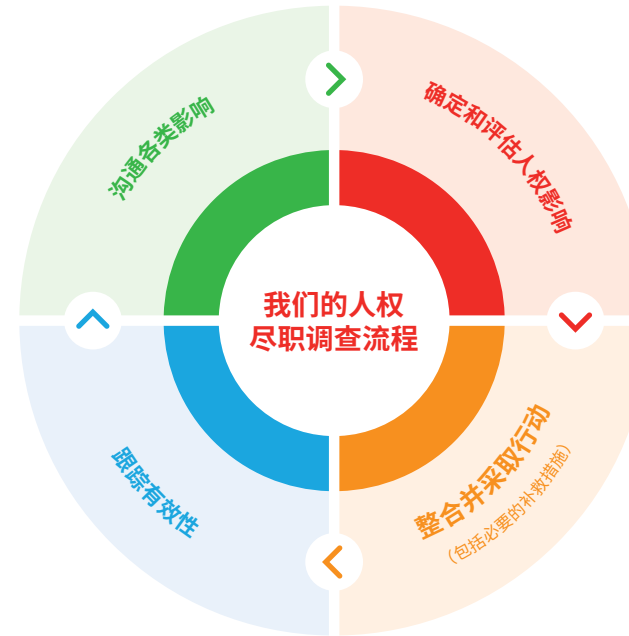 沟通各类影响
确定和评估人权影响
我们的人权
尽职调查流程
跟踪有效性
整合并采取行动
(包括必要的补救措施)